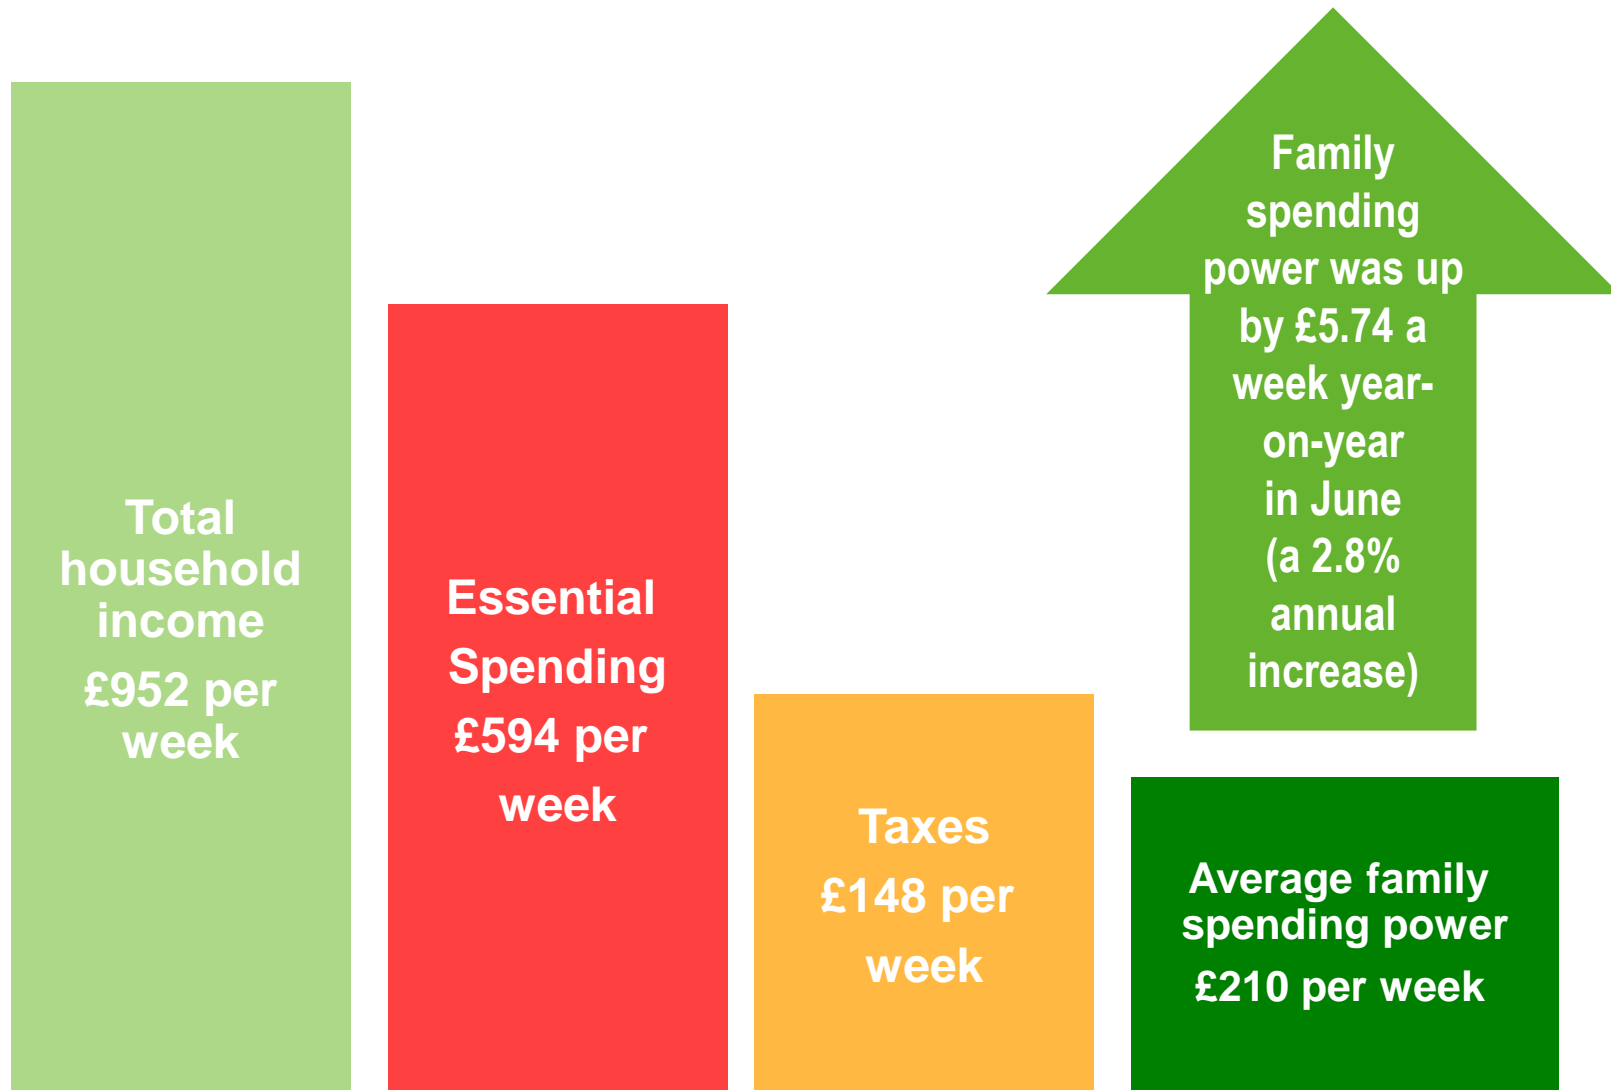 Total
household
income
£952 per
week
Essential
Spending
£594 per
week
Taxes
£148 per
week
Family
spending
power was up
by £5.74 a
week year-
on-year
in June
(a 2.8%
annual
increase)
Average family
spending power
£210 per week